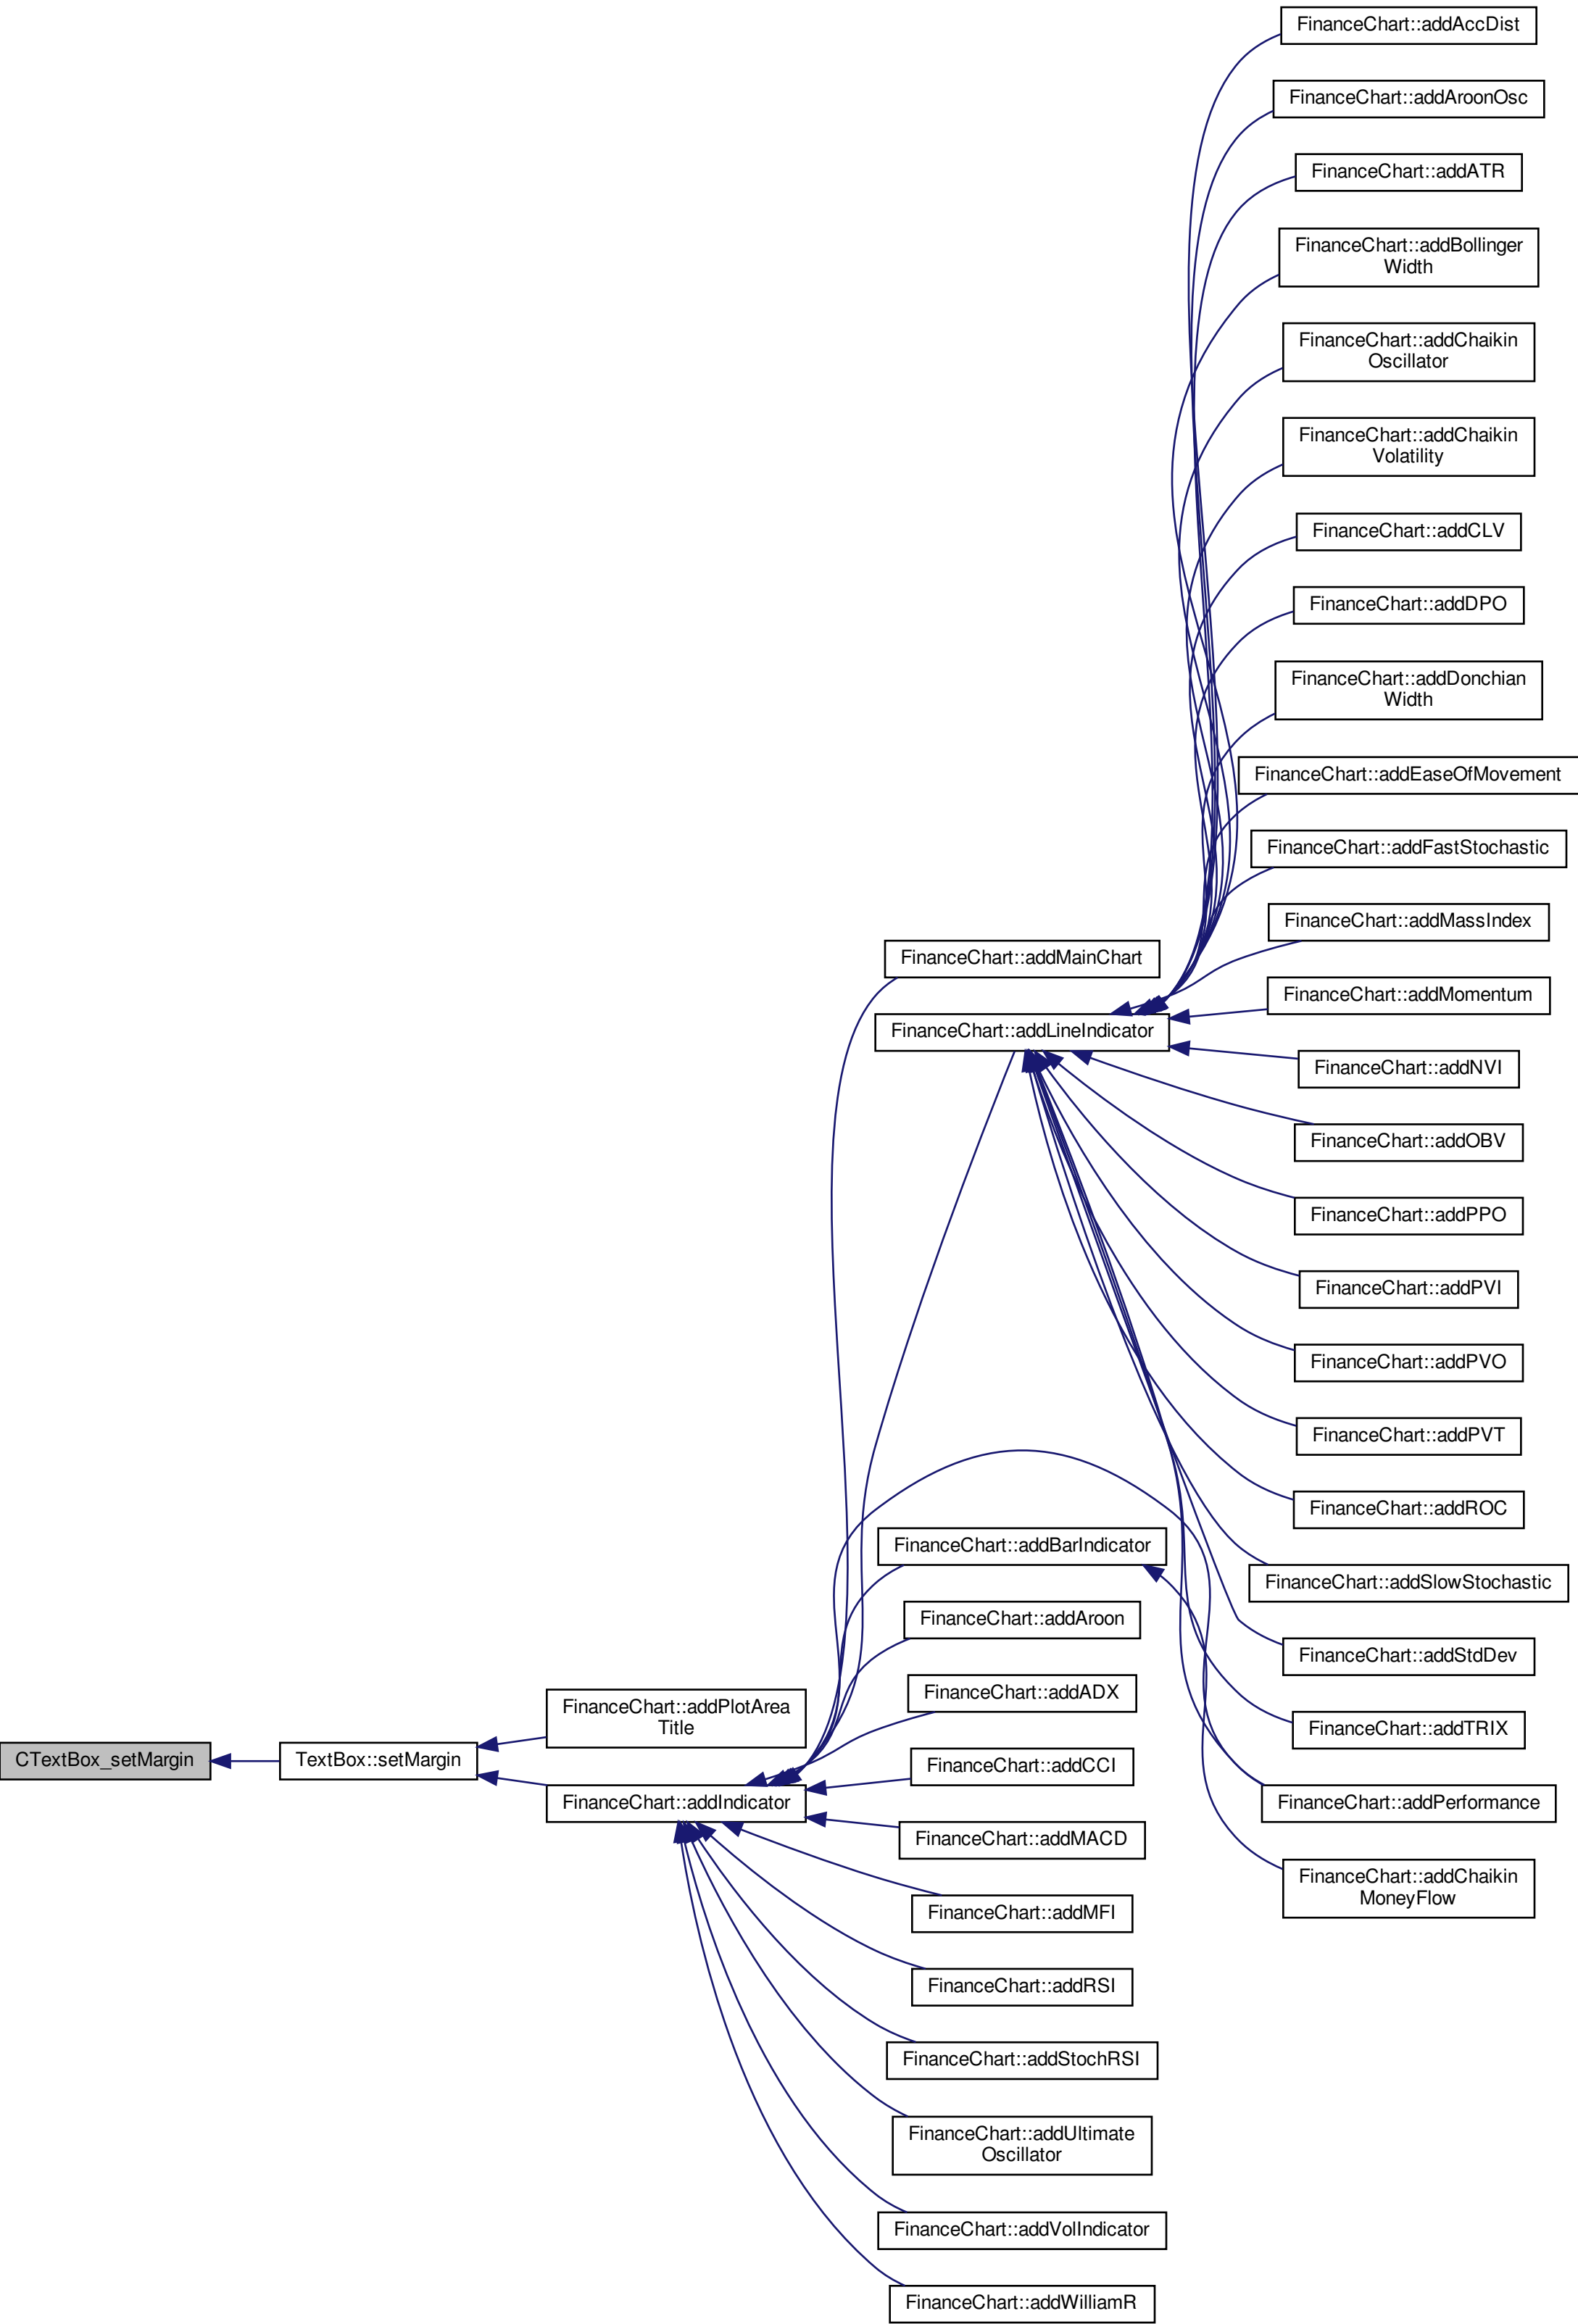 FinanceChart::addAccDist
FinanceChart::addAroonOsc
FinanceChart::addATR
FinanceChart::addBollinger
Width
FinanceChart::addChaikin
Oscillator
FinanceChart::addChaikin
Volatility
FinanceChart::addCLV
FinanceChart::addDPO
FinanceChart::addDonchian
Width
FinanceChart::addEaseOfMovement
FinanceChart::addFastStochastic
FinanceChart::addMassIndex
FinanceChart::addMainChart
FinanceChart::addMomentum
FinanceChart::addLineIndicator
FinanceChart::addNVI
FinanceChart::addOBV
FinanceChart::addPPO
FinanceChart::addPVI
FinanceChart::addPVO
FinanceChart::addPVT
FinanceChart::addROC
FinanceChart::addBarIndicator
FinanceChart::addSlowStochastic
FinanceChart::addAroon
FinanceChart::addStdDev
FinanceChart::addADX
FinanceChart::addPlotArea
Title
FinanceChart::addTRIX
CTextBox_setMargin
TextBox::setMargin
FinanceChart::addCCI
FinanceChart::addIndicator
FinanceChart::addPerformance
FinanceChart::addMACD
FinanceChart::addChaikin
MoneyFlow
FinanceChart::addMFI
FinanceChart::addRSI
FinanceChart::addStochRSI
FinanceChart::addUltimate
Oscillator
FinanceChart::addVolIndicator
FinanceChart::addWilliamR